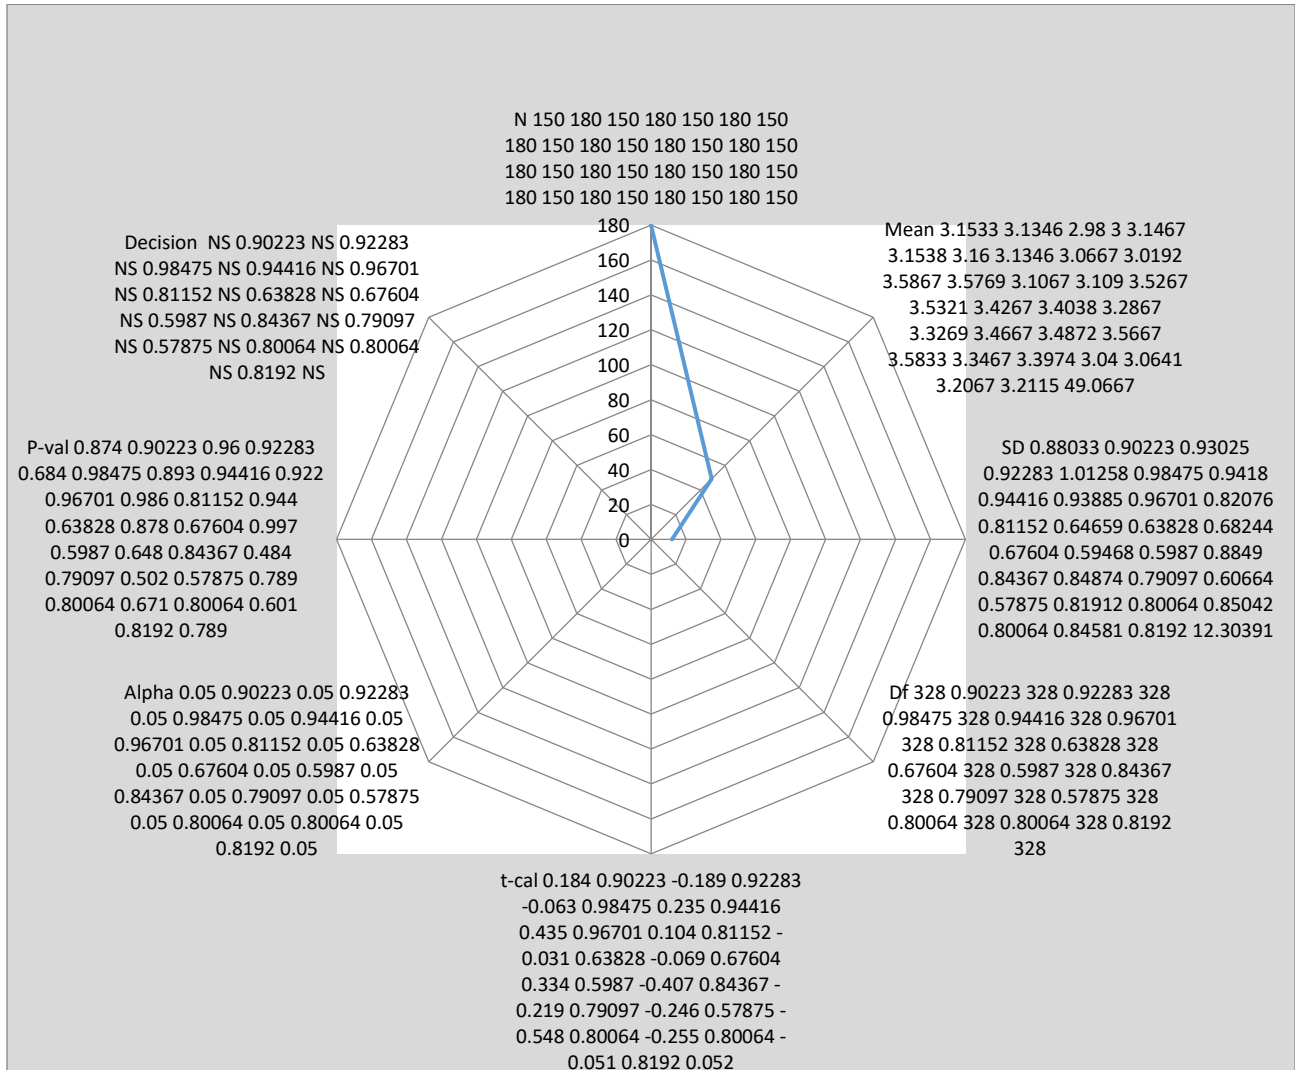 N 150 180 150 180 150 180 150
180 150 180 150 180 150 180 150
180 150 180 150 180 150 180 150
180 150 180 150 180 150 180 150
Mean 3.1533 3.1346 2.98 3 3.1467
3.1538 3.16 3.1346 3.0667 3.0192
3.5867 3.5769 3.1067 3.109 3.5267
3.5321 3.4267 3.4038 3.2867
3.3269 3.4667 3.4872 3.5667
3.5833 3.3467 3.3974 3.04 3.0641
3.2067 3.2115 49.0667
SD 0.88033 0.90223 0.93025
0.92283 1.01258 0.98475 0.9418
0.94416 0.93885 0.96701 0.82076
0.81152 0.64659 0.63828 0.68244
0.67604 0.59468 0.5987 0.8849
0.84367 0.84874 0.79097 0.60664
0.57875 0.81912 0.80064 0.85042
0.80064 0.84581 0.8192 12.30391
Df 328 0.90223 328 0.92283 328
0.98475 328 0.94416 328 0.96701
328 0.81152 328 0.63828 328
0.67604 328 0.5987 328 0.84367
328 0.79097 328 0.57875 328
0.80064 328 0.80064 328 0.8192
328
t-cal 0.184 0.90223 -0.189 0.92283
-0.063 0.98475 0.235 0.94416
0.435 0.96701 0.104 0.81152 -
0.031 0.63828 -0.069 0.67604
0.334 0.5987 -0.407 0.84367 -
0.219 0.79097 -0.246 0.57875 -
0.548 0.80064 -0.255 0.80064 -
0.051 0.8192 0.052
Alpha 0.05 0.90223 0.05 0.92283
0.05 0.98475 0.05 0.94416 0.05
0.96701 0.05 0.81152 0.05 0.63828
0.05 0.67604 0.05 0.5987 0.05
0.84367 0.05 0.79097 0.05 0.57875
0.05 0.80064 0.05 0.80064 0.05
0.8192 0.05
P-val 0.874 0.90223 0.96 0.92283
0.684 0.98475 0.893 0.94416 0.922
0.96701 0.986 0.81152 0.944
0.63828 0.878 0.67604 0.997
0.5987 0.648 0.84367 0.484
0.79097 0.502 0.57875 0.789
0.80064 0.671 0.80064 0.601
0.8192 0.789
Decision  NS 0.90223 NS 0.92283
NS 0.98475 NS 0.94416 NS 0.96701
NS 0.81152 NS 0.63828 NS 0.67604
NS 0.5987 NS 0.84367 NS 0.79097
NS 0.57875 NS 0.80064 NS 0.80064
NS 0.8192 NS
180
160
140
120
100
80
60
40
20
0